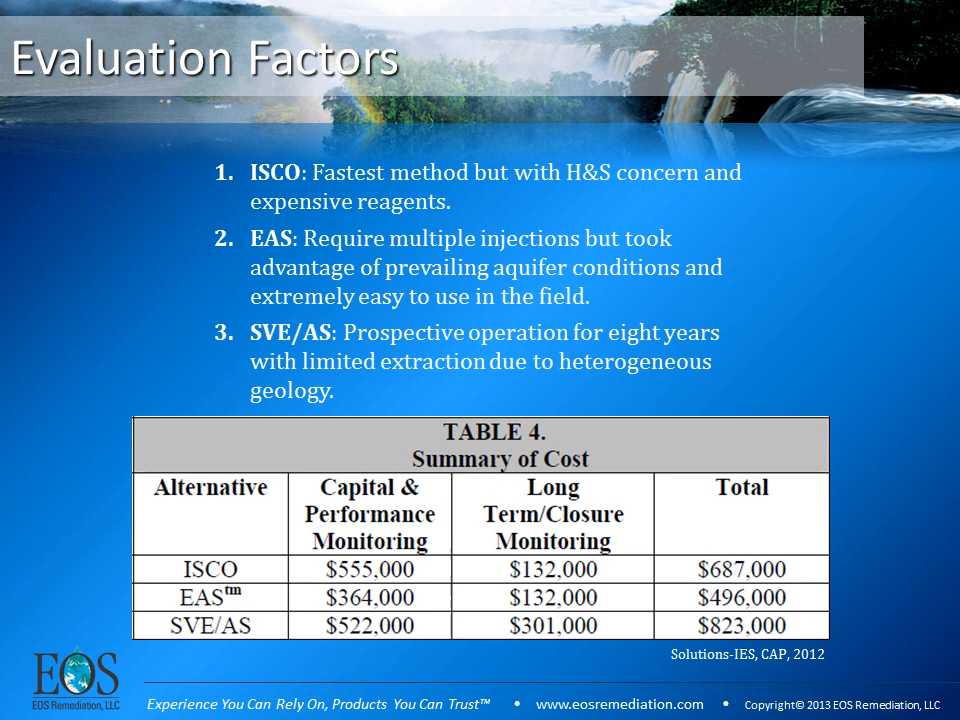 Evaluation Factors
1. ISCO: Fastest method but with H&S concern and
expensive reagents.
2. EAS: Require multiple injections but took
advantage of prevailing aquifer conditions and
extremely easy to use in the field.
3. SVE/AS: Prospective operation for eight years
with limited extraction due to heterogeneous
geology.
TABLE 4.
Summary of Cost
Alternative Capital & Long Total
Performance Term/Closure
Monitoring Monitoring
ISCO $555,000 $132,000 $687,000
EAS™ $364,000 $132,000 $496,000
SVE/AS $522,000 $301,000 $823,000
Solutions-IES, CAP, 2012
EOS
EOS Remediation, LLC
Experience You Can Rely On, Products You Can Trust™ • www.eosremediation.com • Copyright© 2013 EOS Remediation, LLC